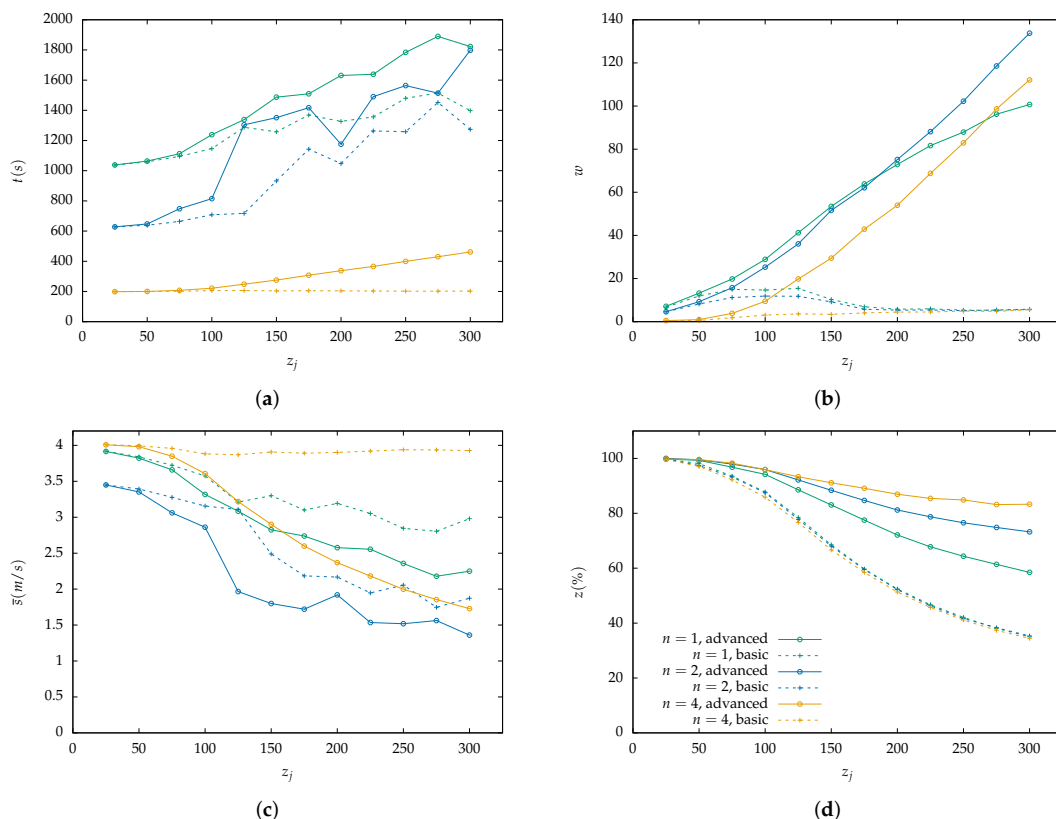 2000
1800
1600
1400
1200
1000
800
600
400
200
0
t(s)
0 50 100 150 200 250 300
z_j
(a)
140
120
100
80
60
40
20
0
w
0 50 100 150 200 250 300
z_j
(b)
4
3.5
3
2.5
2
1.5
1
0.5
0
s̄(m/s)
0 50 100 150 200 250 300
z_j
(c)
100
80
60
40
20
0
z(%)
n = 1, advanced
n = 1, basic
n = 2, advanced
n = 2, basic
n = 4, advanced
n = 4, basic
0 50 100 150 200 250 300
z_j
(d)